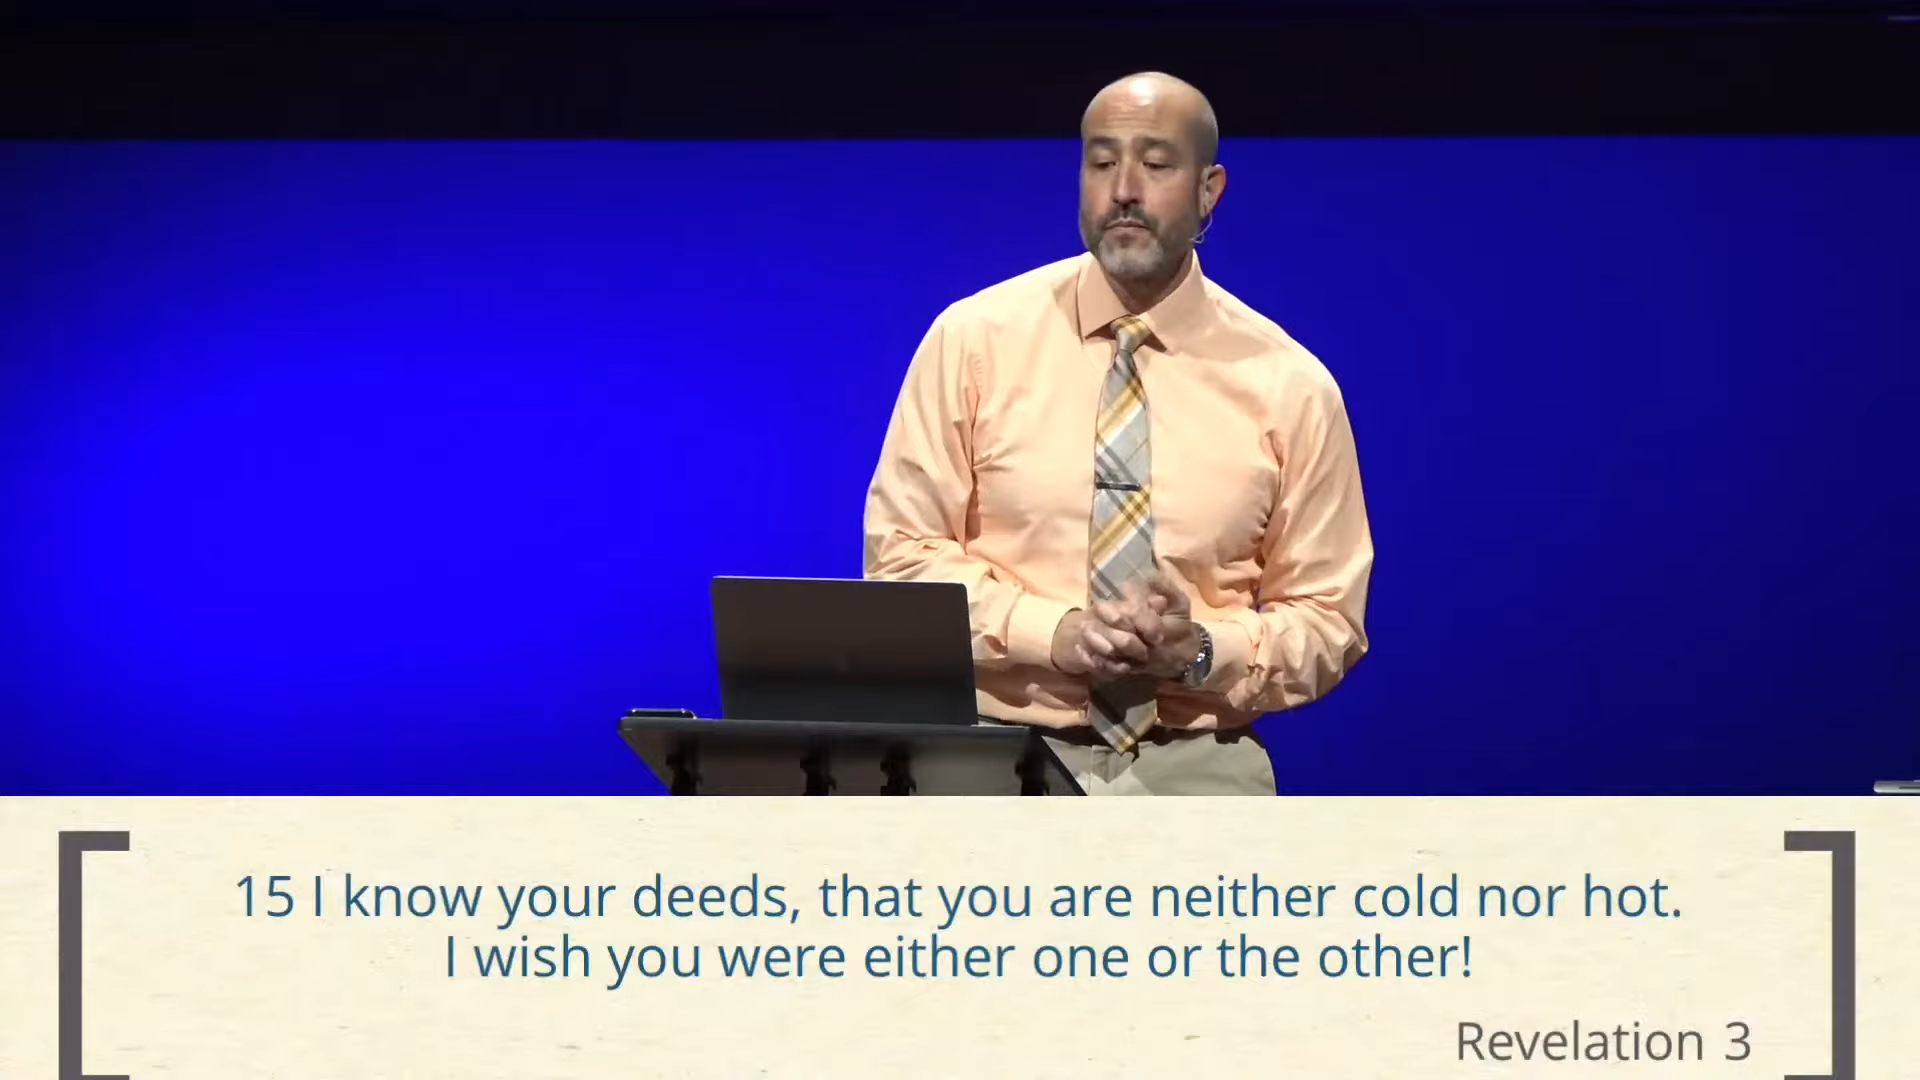 15 I know your deeds, that you are neither cold nor hot.
I wish you were either one or the other!
Revelation 3